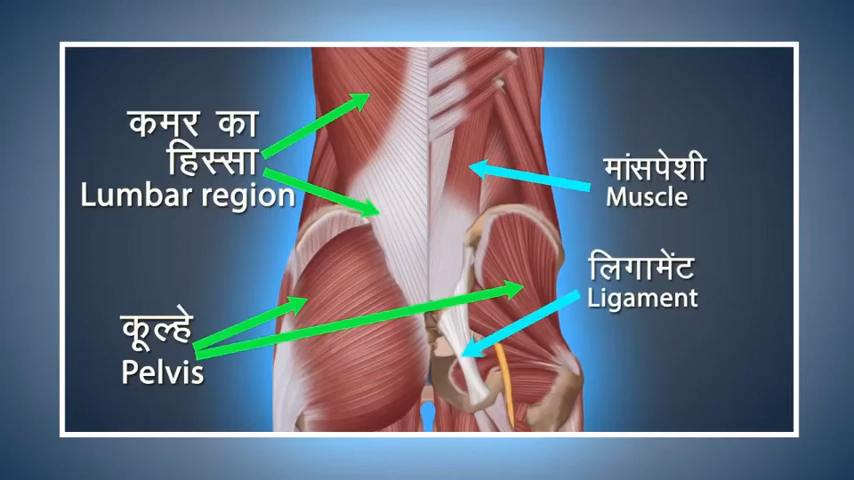 कमर का
हिस्सा
Lumbar region
मांसपेशी
Muscle
लिगामेंट
Ligament
कूल्हे
Pelvis